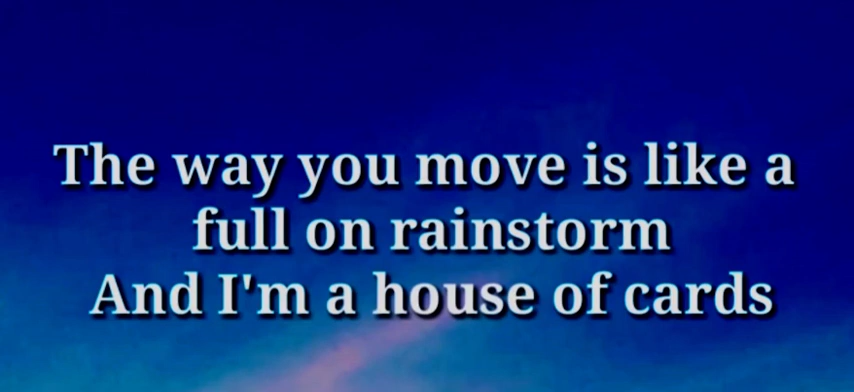 The way you move is like a
full on rainstorm
And I'm a house of cards